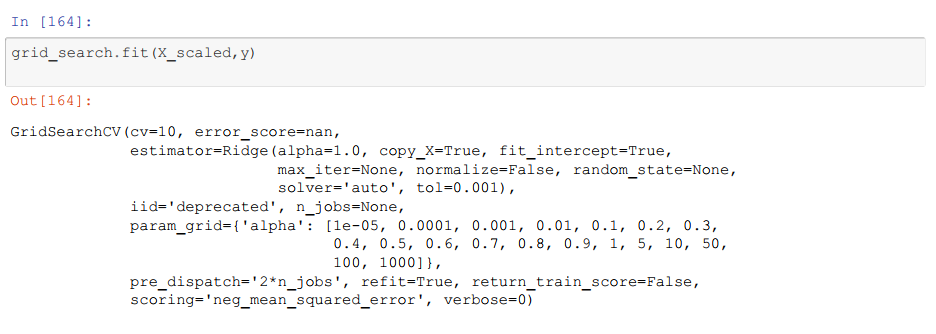 In [164]:
grid_search.fit(X_scaled,y)
Out[164]:
GridSearchCV(cv=10, error_score=nan,
estimator=Ridge(alpha=1.0, copy_X=True, fit_intercept=True,
max_iter=None, normalize=False, random_state=None,
solver='auto', tol=0.001),
iid='deprecated', n_jobs=None,
param_grid={'alpha': [1e-05, 0.0001, 0.001, 0.01, 0.1, 0.2, 0.3,
0.4, 0.5, 0.6, 0.7, 0.8, 0.9, 1, 5, 10, 50,
100, 1000]},
pre_dispatch='2*n_jobs', refit=True, return_train_score=False,
scoring='neg_mean_squared_error', verbose=0)